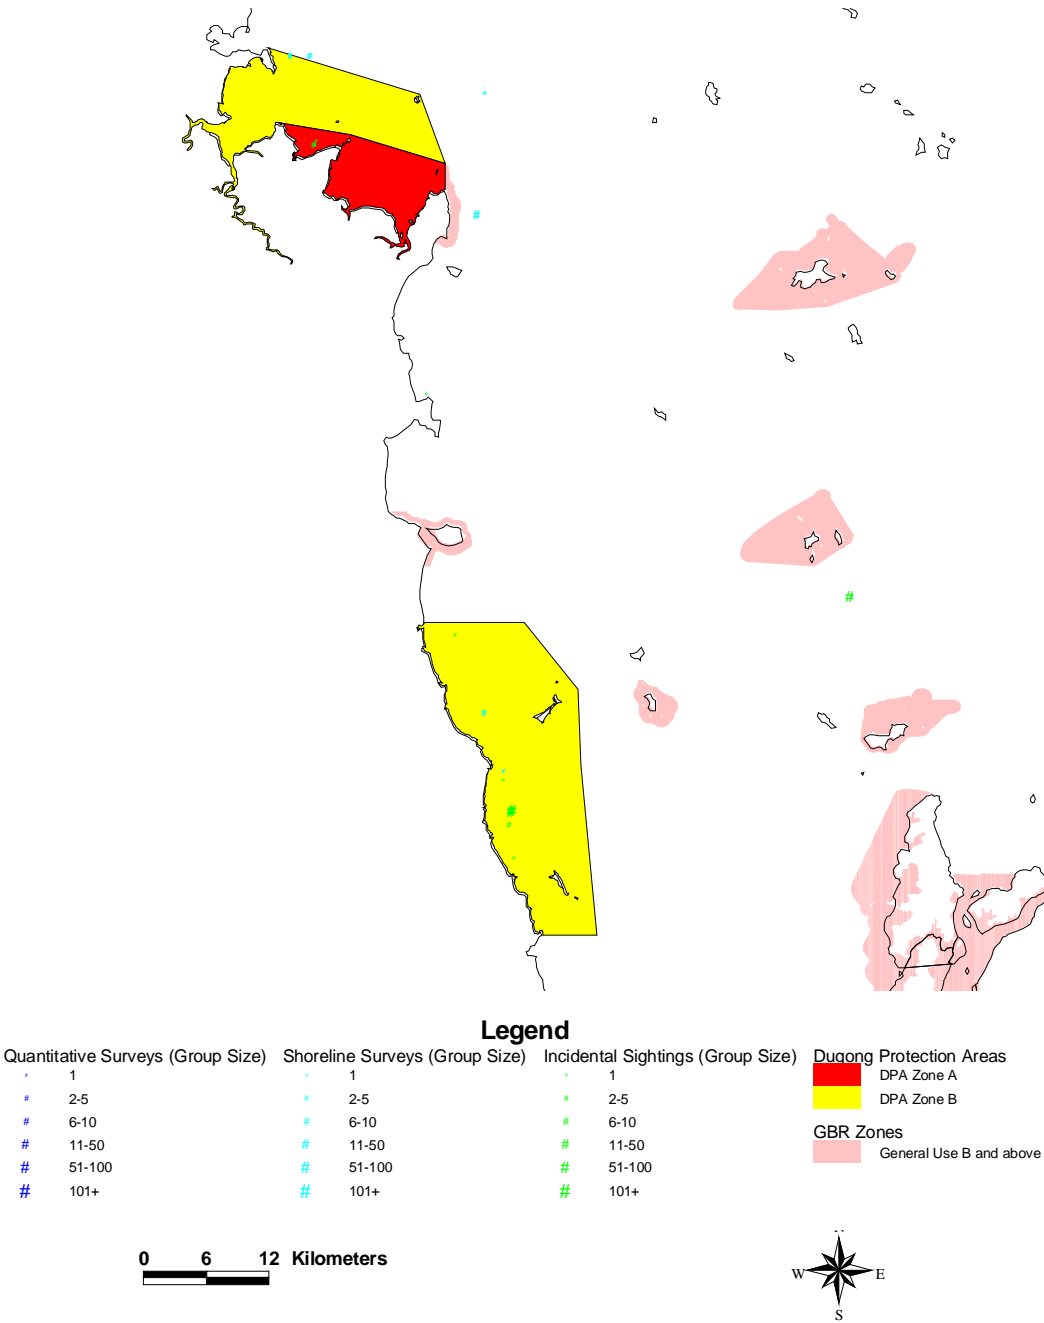 Legend
Quantitative Surveys (Group Size) Shoreline Surveys (Group Size) Incidental Sightings (Group Size) Dugong Protection Areas
# 1 # 1 # 1 DPA Zone A
# 2-5 # 2-5 # 2-5 DPA Zone B
# 6-10 # 6-10 # 6-10
GBR Zones
# 11-50 # 11-50 # 11-50 General Use B and above
# 51-100 # 51-100 # 51-100
# 101+ # 101+ # 101+
0 6 12 Kilometers
W E
S